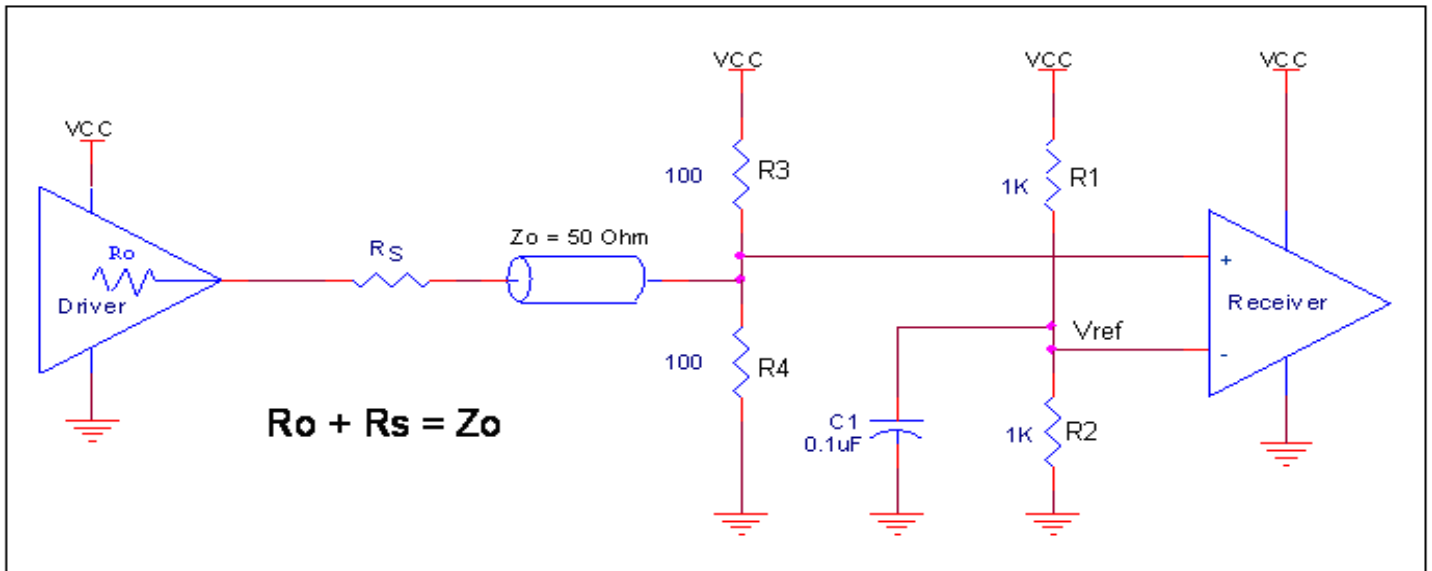 VCC
VCC
VCC
VCC
Ro
Driver
RS
Zo = 50 Ohm
100
R3
1K
R1
+
Receiver
-
Vref
100
R4
C1
0.1uF
1K
R2
Ro + Rs = Zo